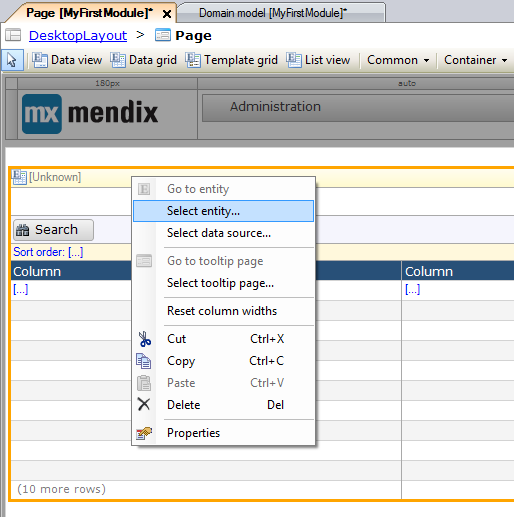 Page [MyFirstModule]*
Domain model [MyFirstModule]*
DesktopLayout > Page
Data view Data grid Template grid List view Common Container
180px auto
mx mendix Administration
[Unknown]
Go to entity
Select entity...
Search
Select data source...
Sort order: [...]
Go to tooltip page
Column Column
Select tooltip page...
[...] [...]
Reset column widths
Cut Ctrl+X
Copy Ctrl+C
Paste Ctrl+V
Delete Del
Properties
(10 more rows)